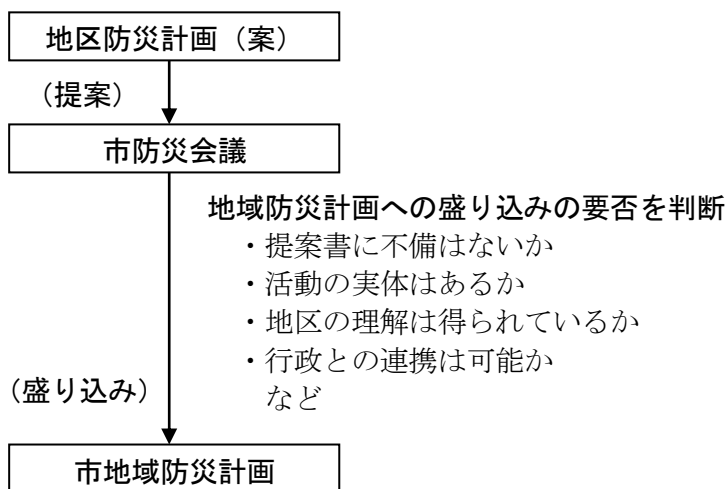 地区防災計画（案）
（提案）
市防災会議
地域防災計画への盛り込みの要否を判断
・提案書に不備はないか
・活動の実体はあるか
・地区の理解は得られているか
・行政との連携は可能か
など
（盛り込み）
市地域防災計画